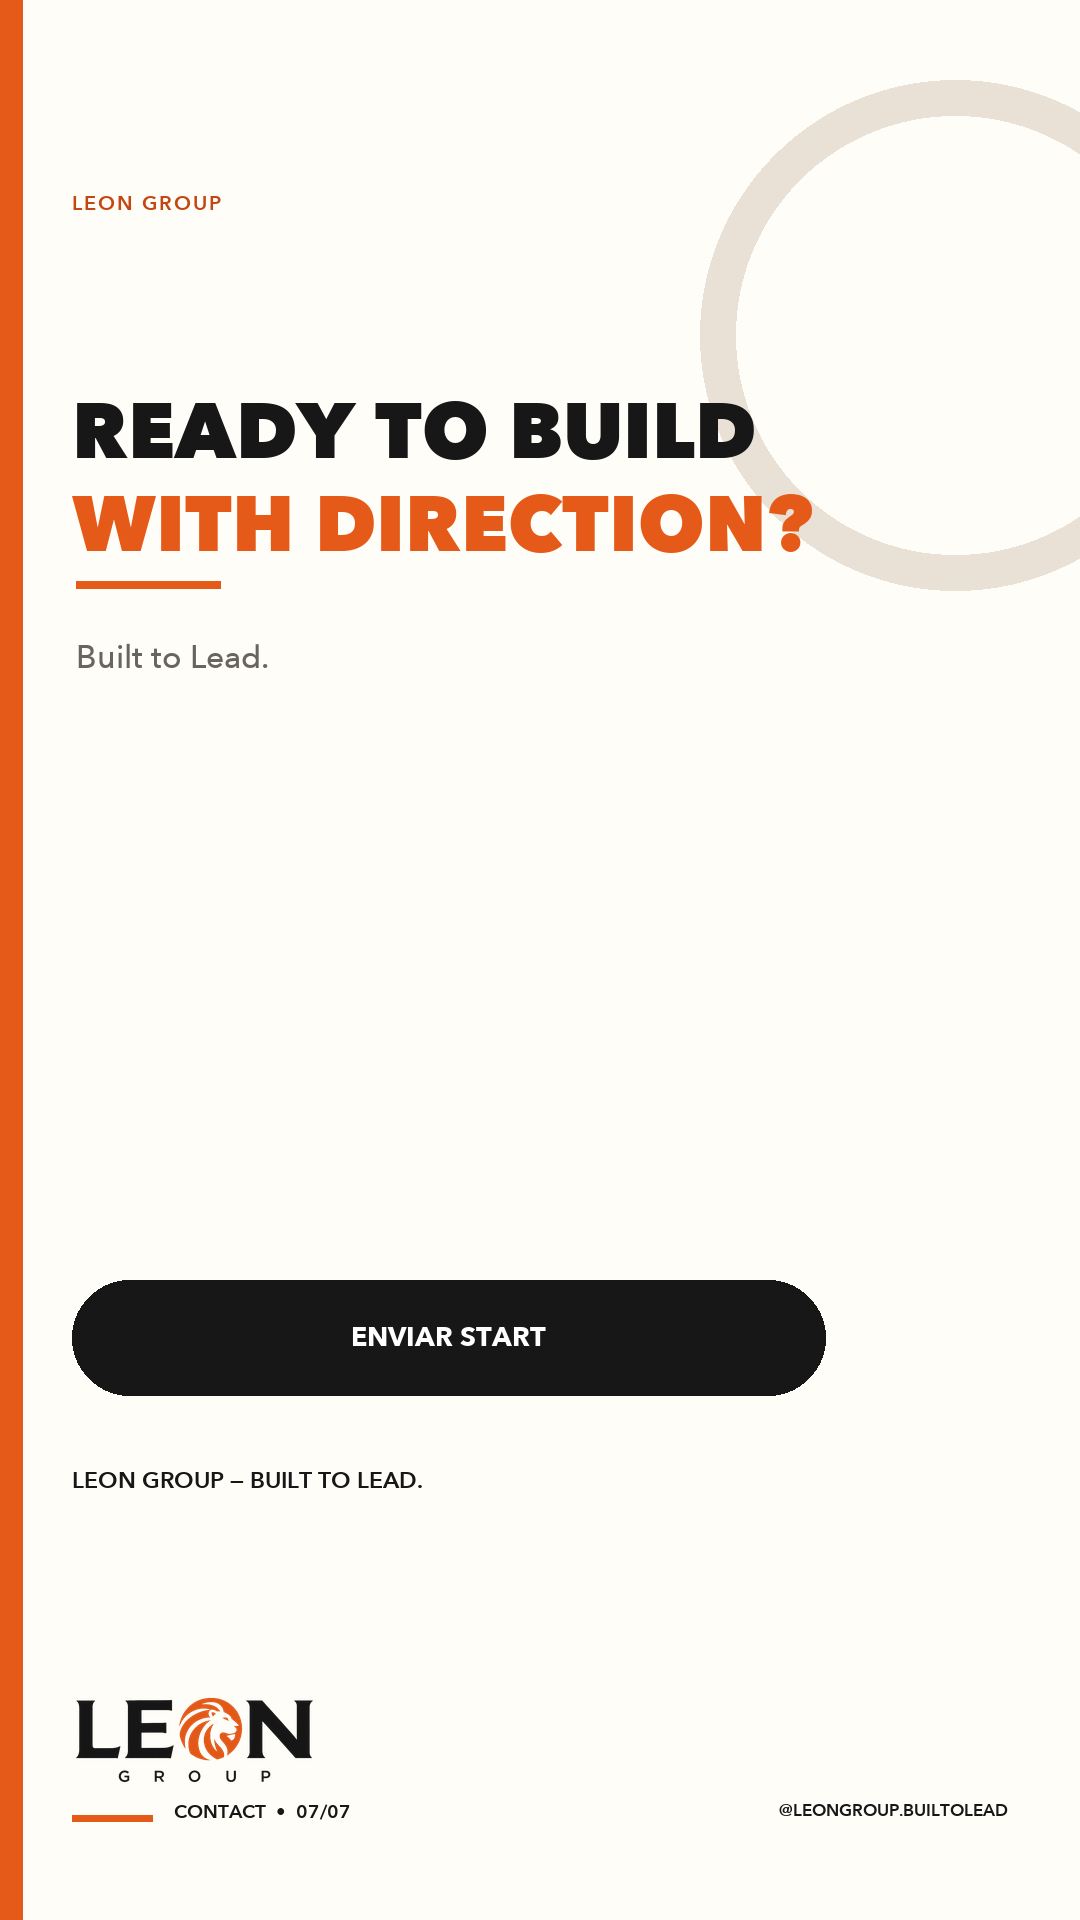 LEON GROUP
READY TO BUILD
WITH DIRECTION?
Built to Lead.
ENVIAR START
LEON GROUP – BUILT TO LEAD.
LEON
GROUP
CONTACT • 07/07
@LEONGROUP.BUILTOLEAD